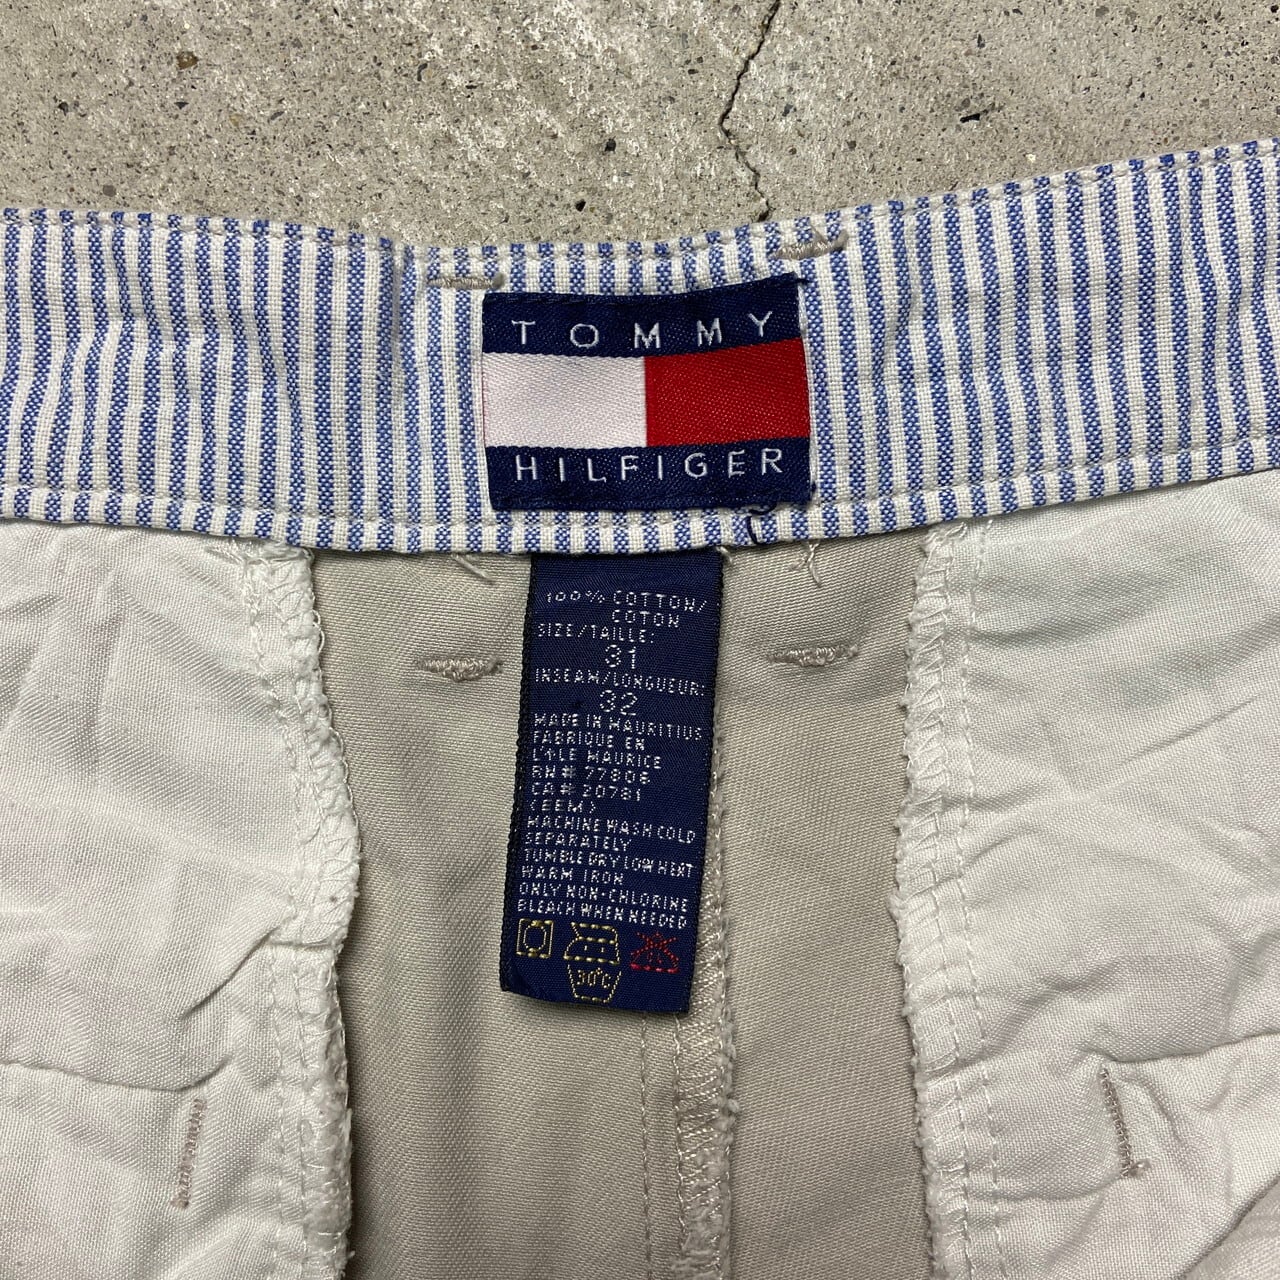 TOMMY
HILFIGER
100% COTTON/
COTON
SIZE/TAILLE:
31
INSEAM/LONGUEUR:
32
MADE IN MAURITIUS
FABRIQUE EN
L'ILE MAURICE
RN# 77806
CA# 20781
(EEM)
MACHINE WASH COLD
SEPARATELY
TUMBLE DRY LOW HEAT
WARM IRON
ONLY NON-CHLORINE
BLEACH WHEN NEEDED
30°C